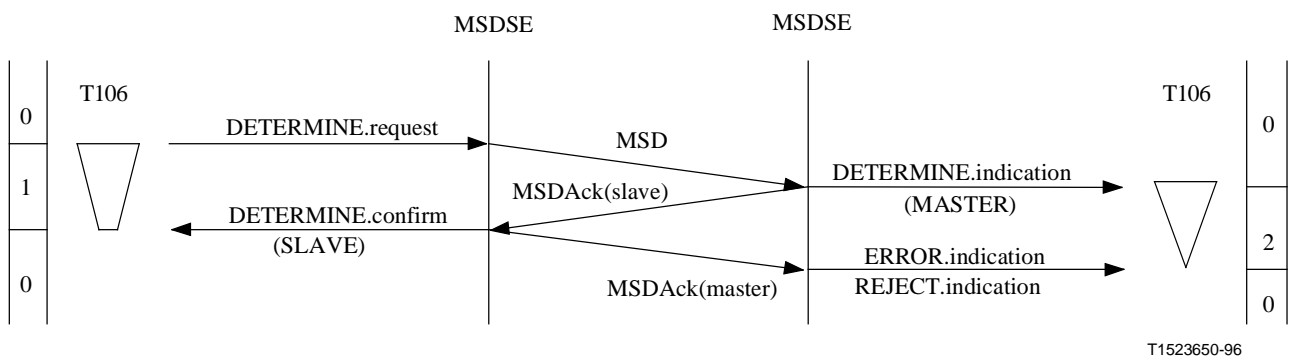 MSDSE MSDSE
T106 T106
0 0
DETERMINE.request
MSD
1
DETERMINE.indication
MSDAck(slave)
(MASTER)
DETERMINE.confirm
(SLAVE)
2
ERROR.indication
MSDAck(master)
REJECT.indication
0 0
T1523650-96